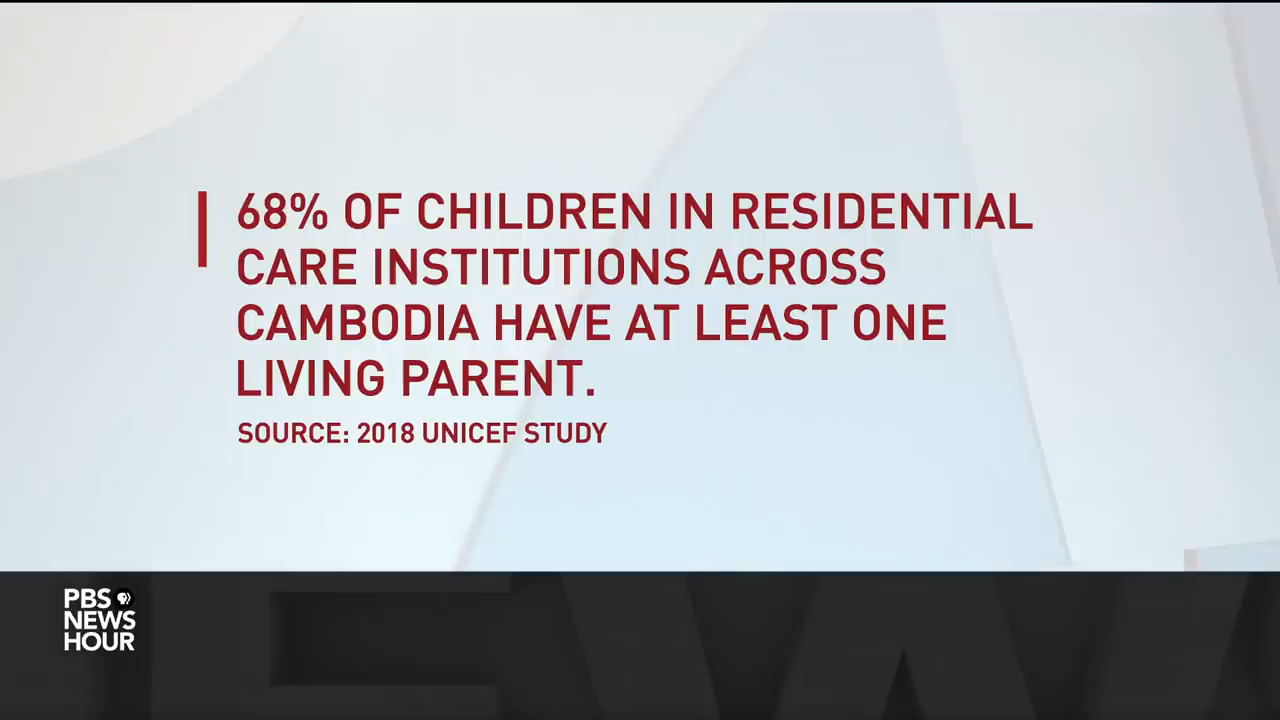 68% OF CHILDREN IN RESIDENTIAL
CARE INSTITUTIONS ACROSS
CAMBODIA HAVE AT LEAST ONE
LIVING PARENT.
SOURCE: 2018 UNICEF STUDY
PBS
NEWS
HOUR